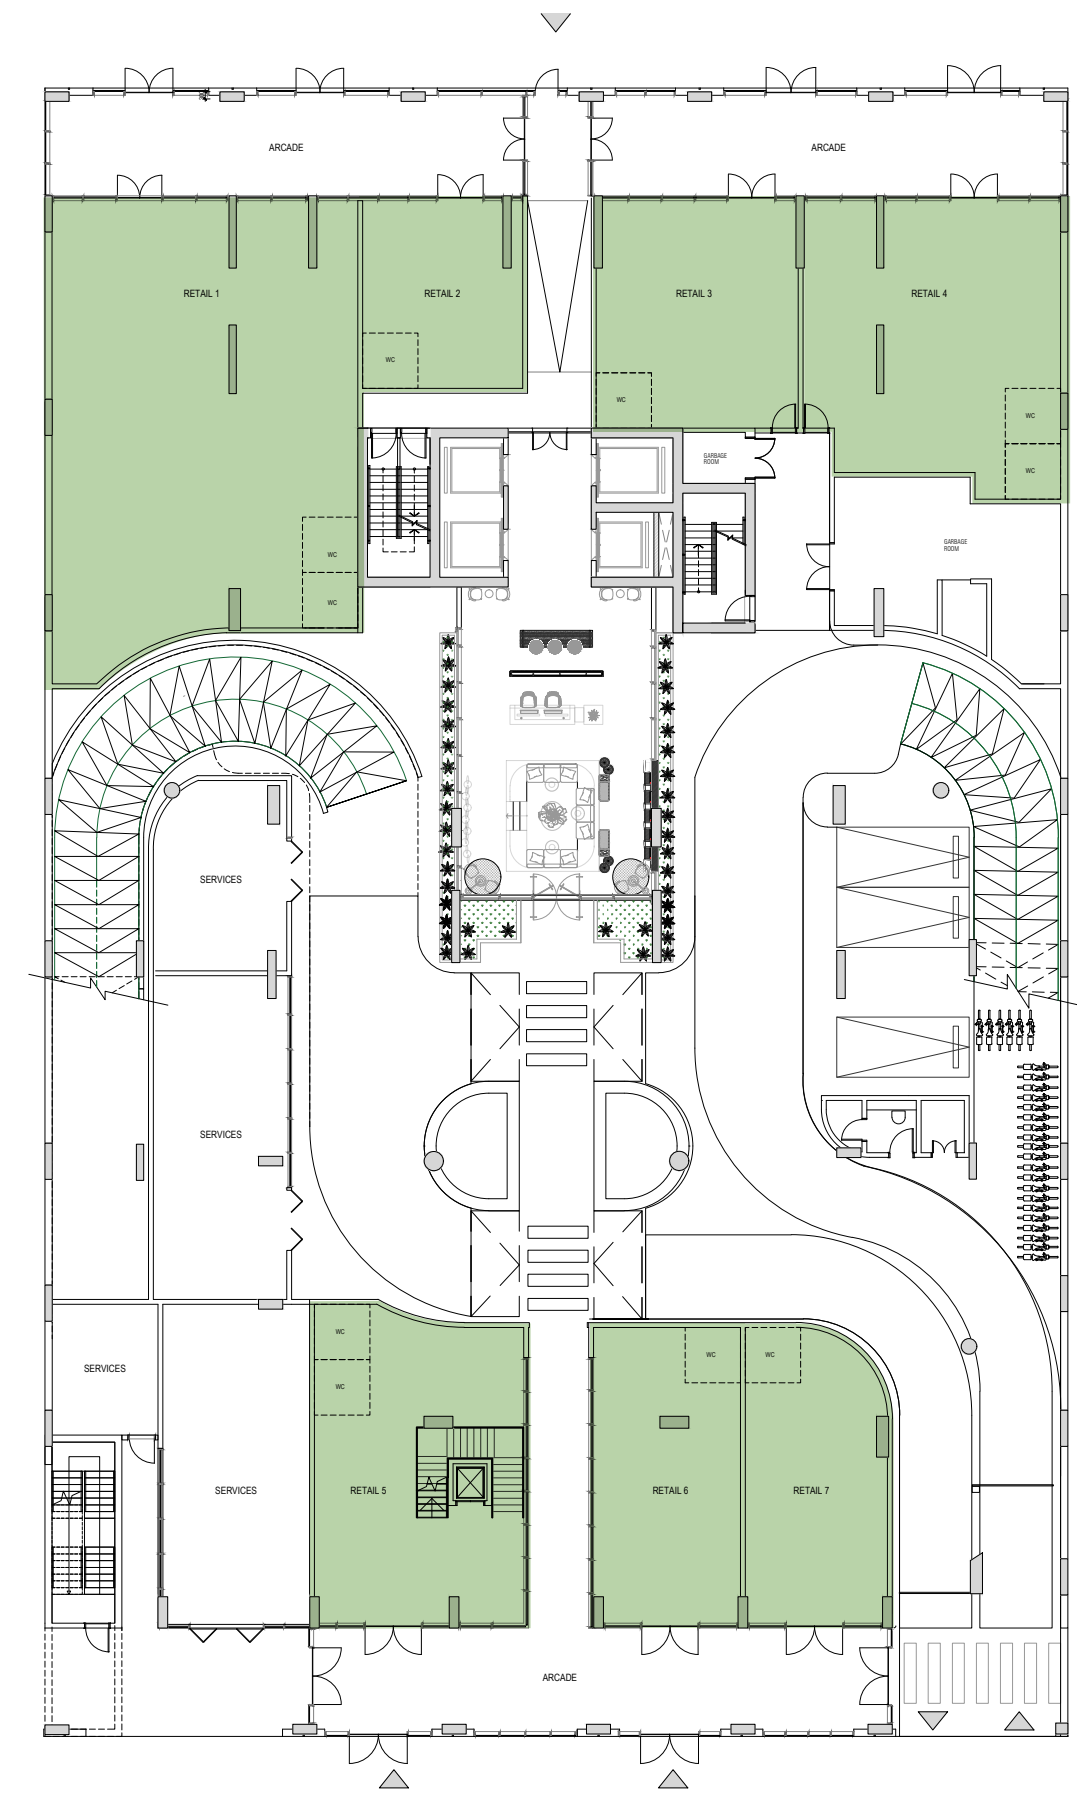 ARCADE
ARCADE
RETAIL 1
RETAIL 2
RETAIL 3
RETAIL 4
WC
WC
WC
GARBAGE
ROOM
WC
WC
GARBAGE
ROOM
WC
SERVICES
SERVICES
WC
WC
WC
SERVICES
WC
SERVICES
RETAIL 5
RETAIL 6
RETAIL 7
ARCADE